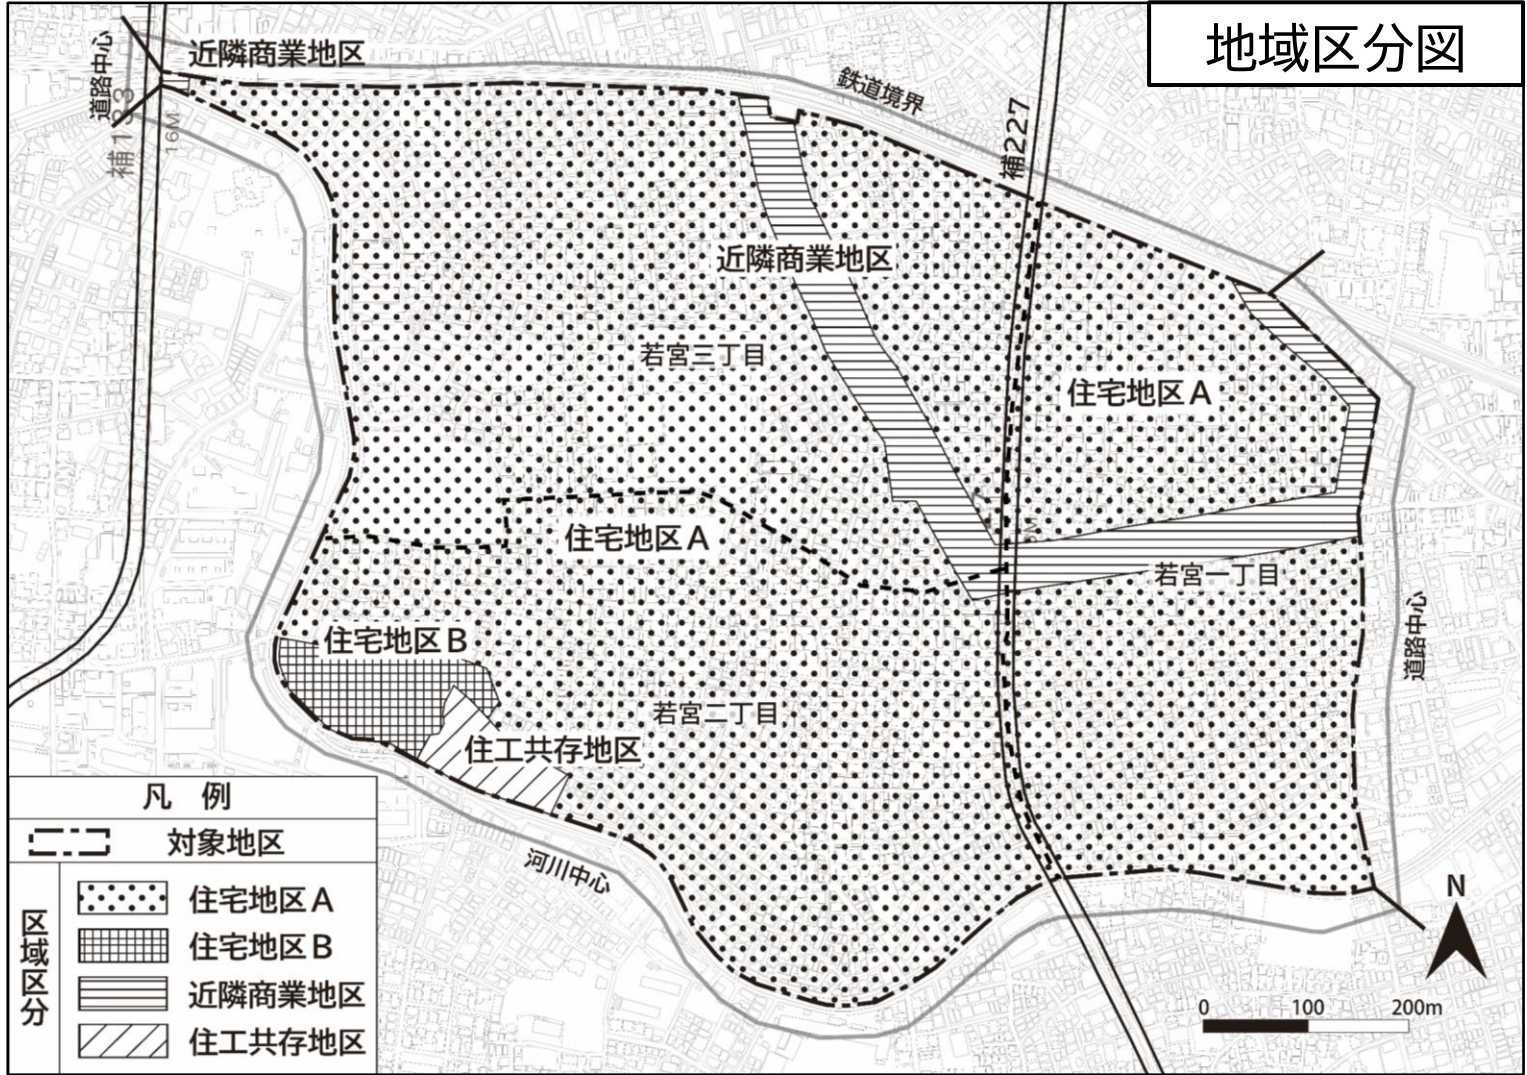 地域区分図
近隣商業地区
道路中心
補133
16M
鉄道境界
補227
近隣商業地区
若宮三丁目
住宅地区A
住宅地区A
若宮一丁目
道路中心
住宅地区B
若宮二丁目
住工共存地区
河川中心
凡 例
対象地区
区域区分
住宅地区A
住宅地区B
近隣商業地区
住工共存地区
N
0 100 200m